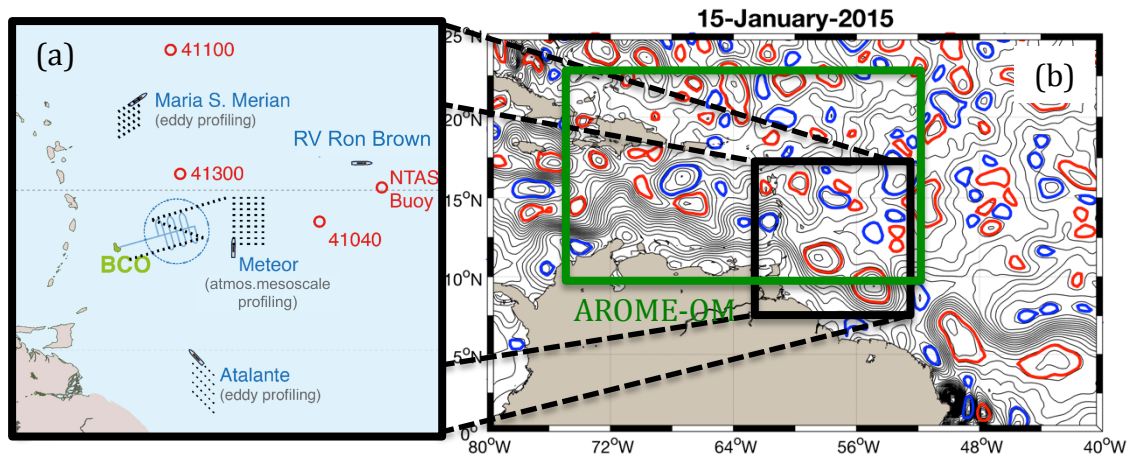 15-January-2015
(a)
41100
Maria S. Merian
(eddy profiling)
RV Ron Brown
41300
NTAS
Buoy
41040
BCO
Meteor
(atmos.mesoscale
profiling)
Atalante
(eddy profiling)
(b)
25°N
20°N
15°N
10°N
5°N
0°
AROME-OM
80°W
72°W
64°W
56°W
48°W
40°W